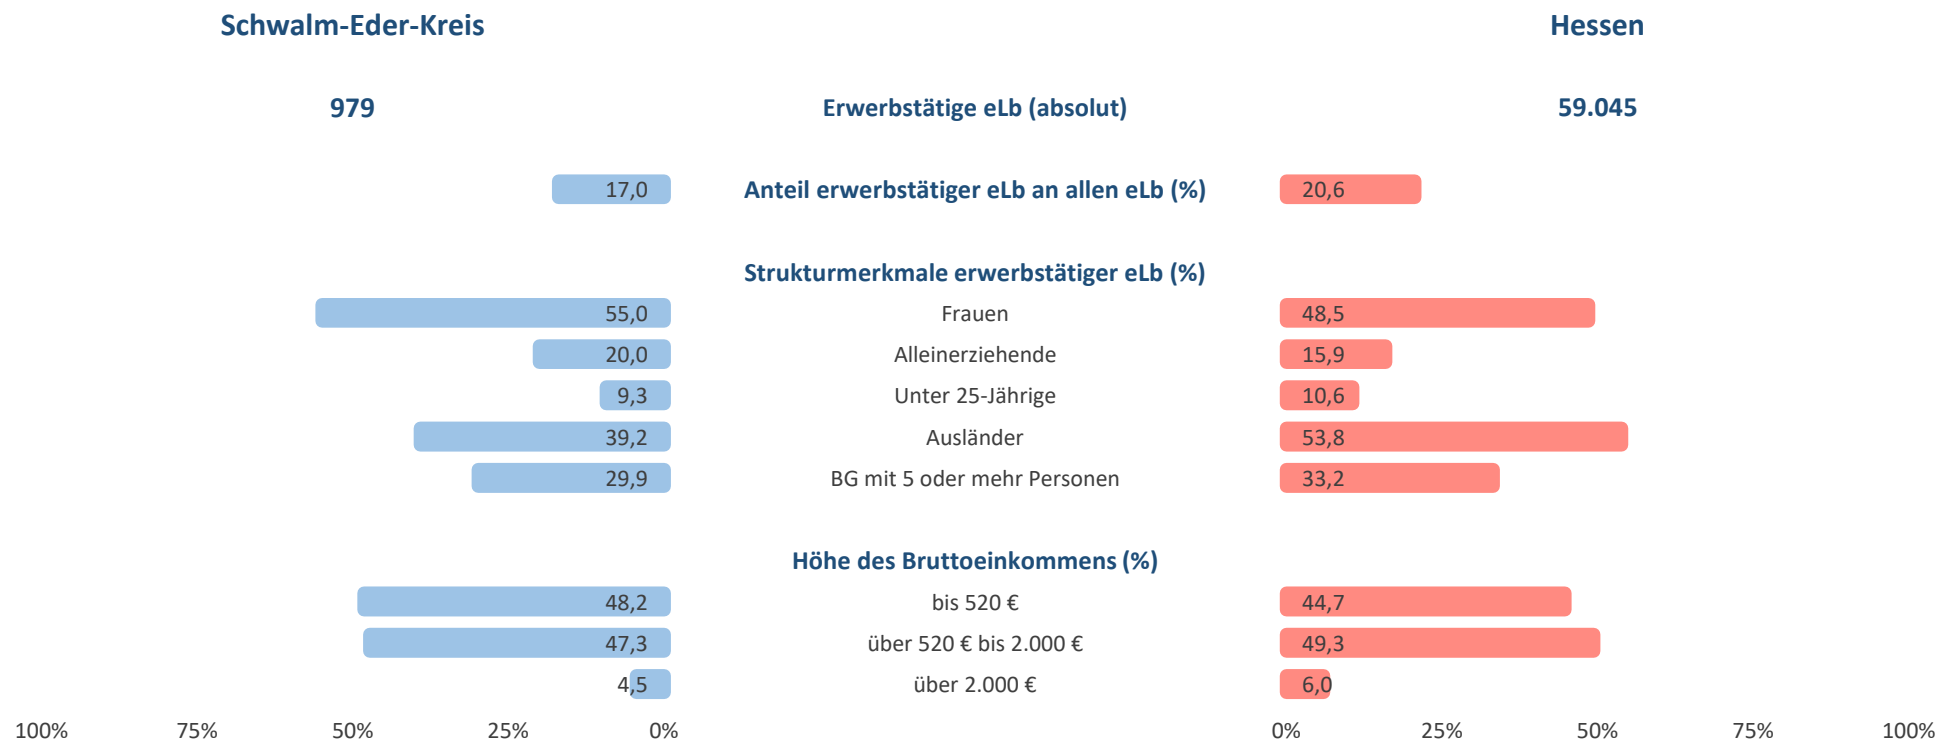 Schwalm-Eder-Kreis Hessen
979 Erwerbstätige eLb (absolut) 59.045
17,0 Anteil erwerbstätiger eLb an allen eLb (%) 20,6
Strukturmerkmale erwerbstätiger eLb (%)
55,0 Frauen 48,5
20,0 Alleinerziehende 15,9
9,3 Unter 25-Jährige 10,6
39,2 Ausländer 53,8
29,9 BG mit 5 oder mehr Personen 33,2
Höhe des Bruttoeinkommens (%)
48,2 bis 520 € 44,7
47,3 über 520 € bis 2.000 € 49,3
4,5 über 2.000 € 6,0
100% 75% 50% 25% 0% 0% 25% 50% 75% 100%